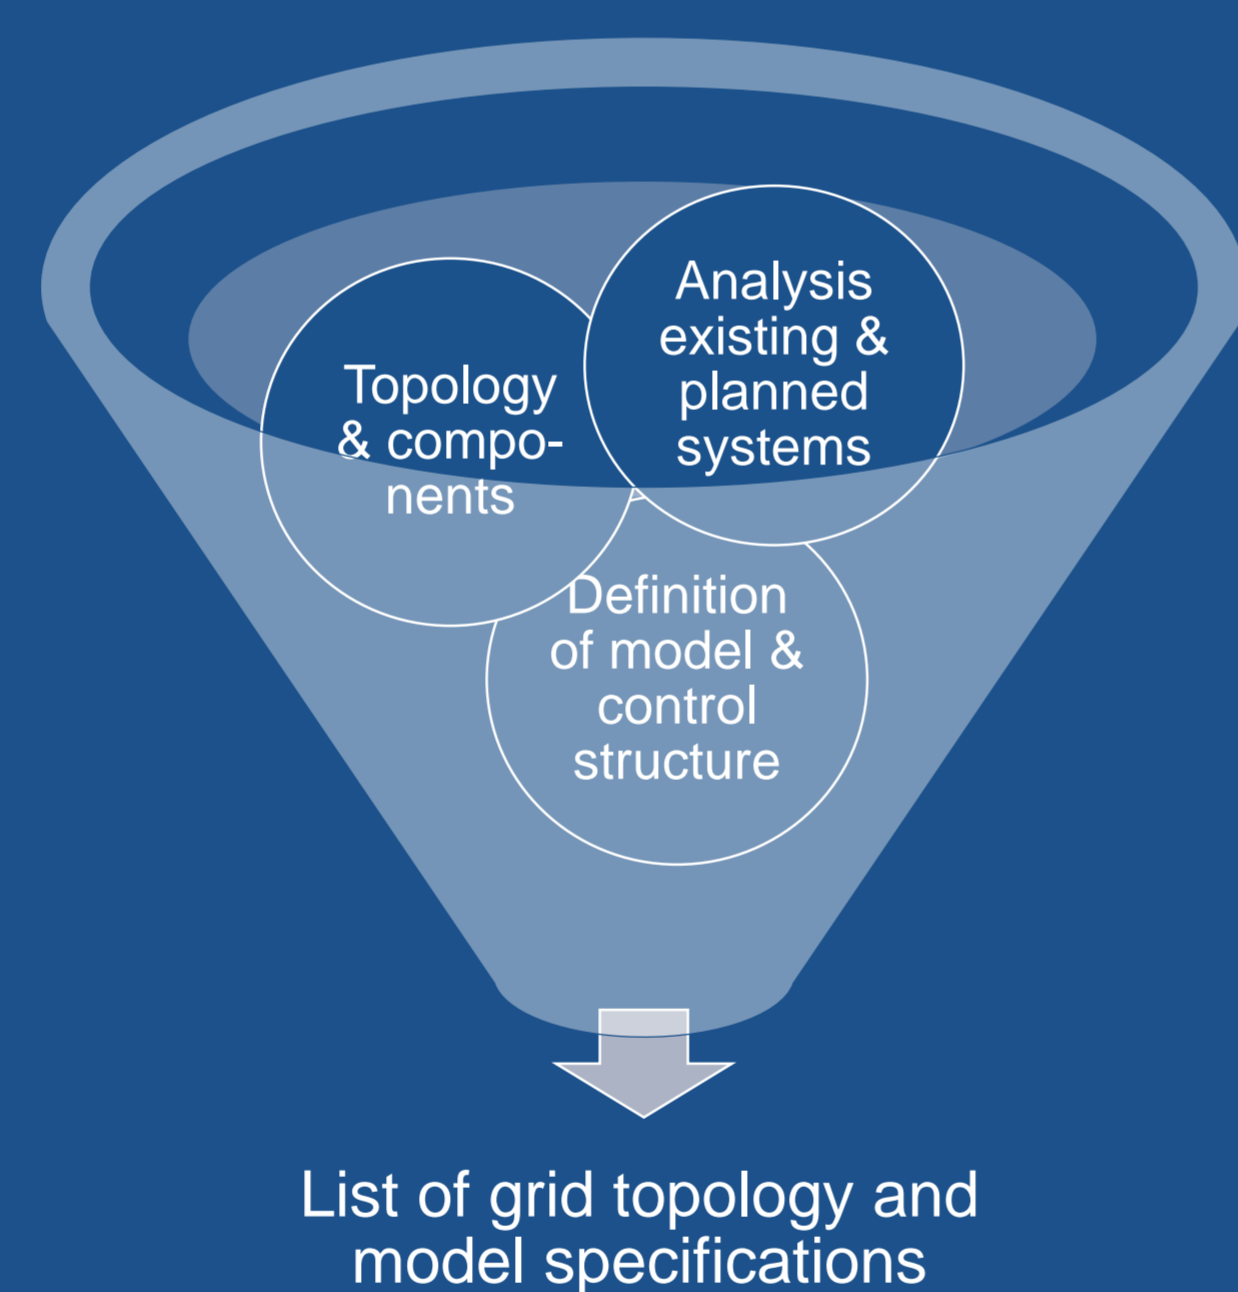 Topology
& compo-
nents
Analysis
existing &
planned
systems
Definition
of model &
control
structure
List of grid topology and
model specifications